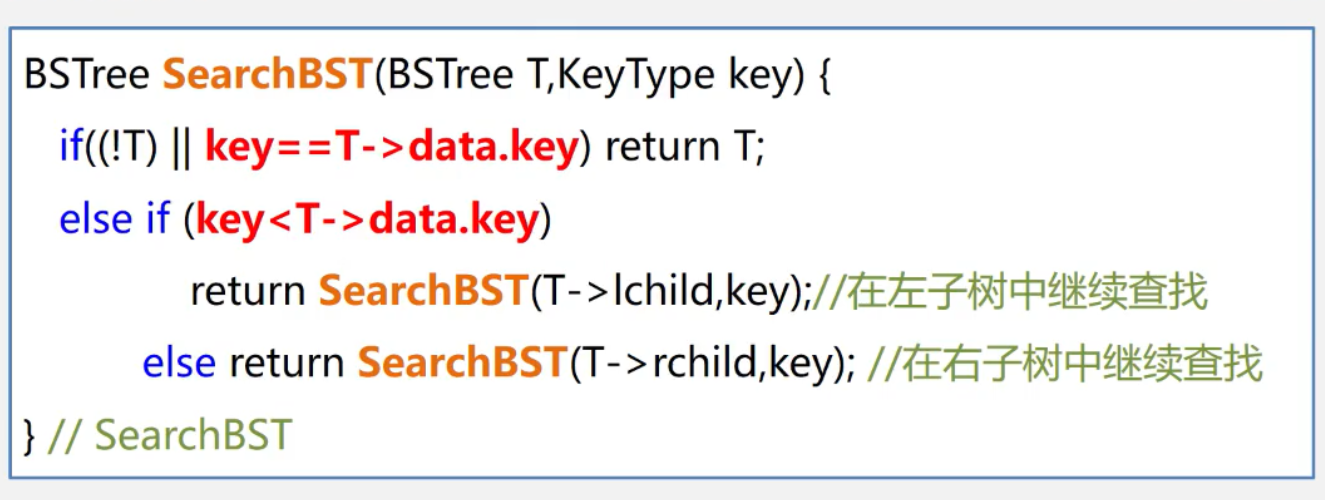 BSTree SearchBST(BSTree T,KeyType key) {
if((!T) || key==T->data.key) return T;
else if (key<T->data.key)
return SearchBST(T->lchild,key);//在左子树中继续查找
else return SearchBST(T->rchild,key); //在右子树中继续查找
} // SearchBST